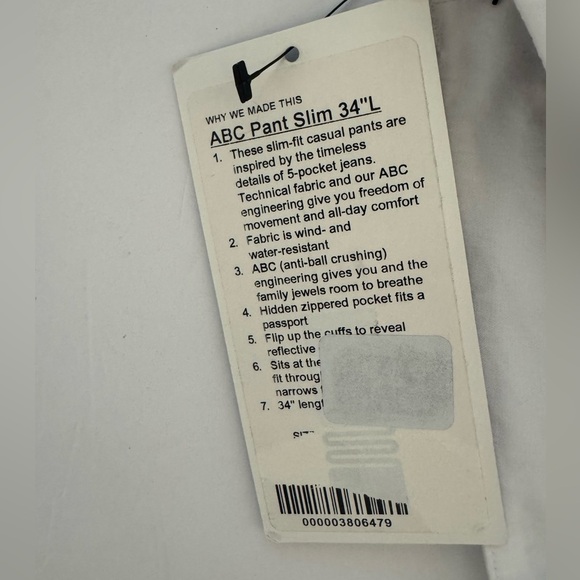 WHY WE MADE THIS
ABC Pant Slim 34"L
1. These slim-fit casual pants are
inspired by the timeless
details of 5-pocket jeans.
Technical fabric and our ABC
engineering give you freedom of
movement and all-day comfort
2. Fabric is wind- and
water-resistant
3. ABC (anti-ball crushing)
engineering gives you and the
family jewels room to breathe
4. Hidden zippered pocket fits a
passport
5. Flip up the cuffs to reveal
reflective
6. Sits at the
fit
narrows
7. 34"
000003806479